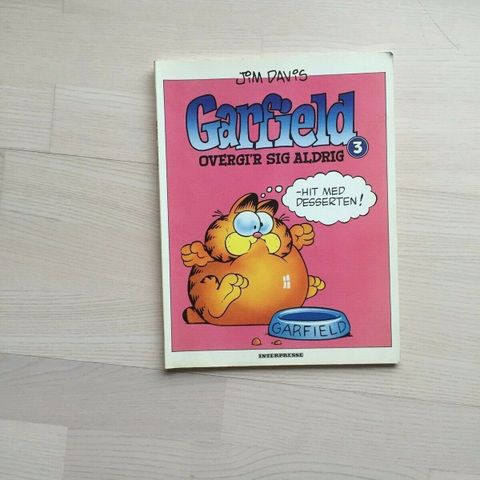 JIM DAVIS
Garfield
OVERGI'R SIG ALDRIG 3
-HIT MED
DESSERTEN!
GARFIELD
INTERPRESSE